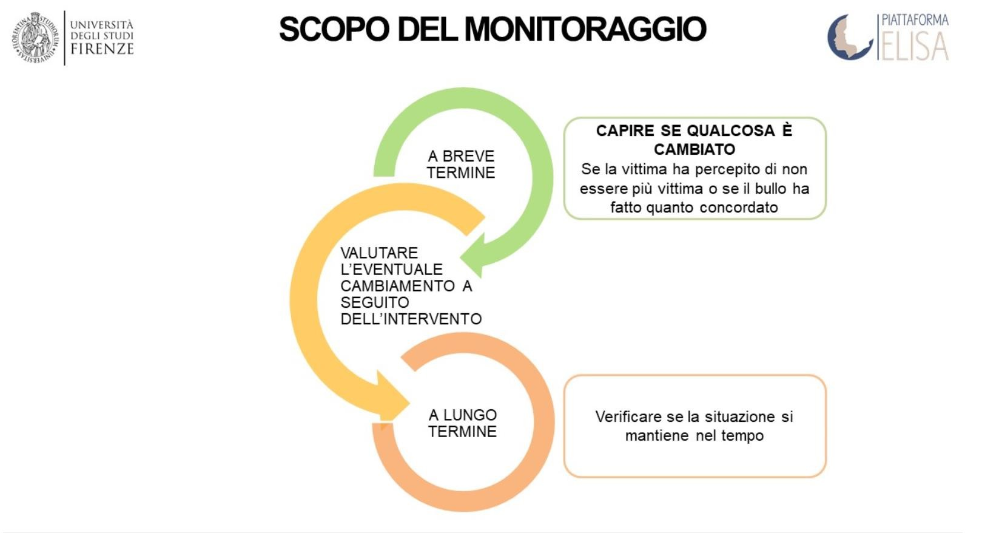 UNIVERSITÀ
DEGLI STUDI
FIRENZE
SCOPO DEL MONITORAGGIO
PIATTAFORMA
ELISA
A BREVE
TERMINE
CAPIRE SE QUALCOSA È
CAMBIATO
Se la vittima ha percepito di non
essere più vittima o se il bullo ha
fatto quanto concordato
VALUTARE
L’EVENTUALE
CAMBIAMENTO A
SEGUITO
DELL’INTERVENTO
A LUNGO
TERMINE
Verificare se la situazione si
mantiene nel tempo